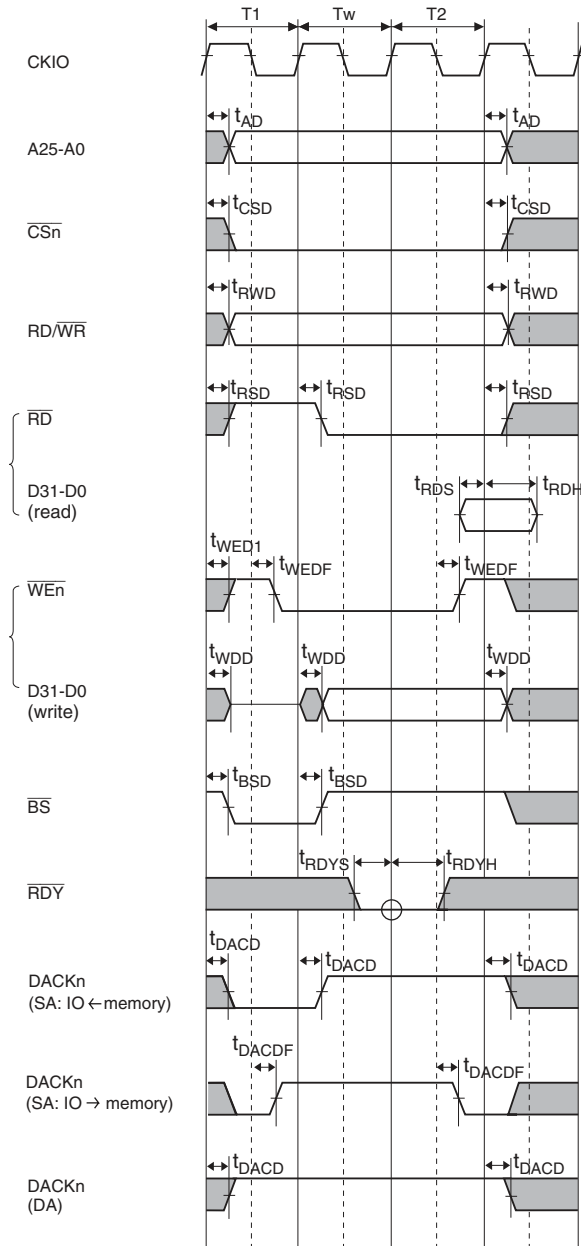 T1 Tw T2
CKIO
tAD tAD
A25-A0
tCSD tCSD
CSn
tRWD tRWD
RD/WR
tRSD tRSD tRSD
RD
D31-D0
(read)
tRDS tRDH
tWED1 tWEDF tWEDF
WEn
tWDD tWDD tWDD
D31-D0
(write)
tBSD tBSD
BS
tRDYS tRDYH
RDY
tDACD tDACD tDACD
DACKn
(SA: IO ← memory)
tDACDF tDACDF
DACKn
(SA: IO → memory)
tDACD tDACD
DACKn
(DA)